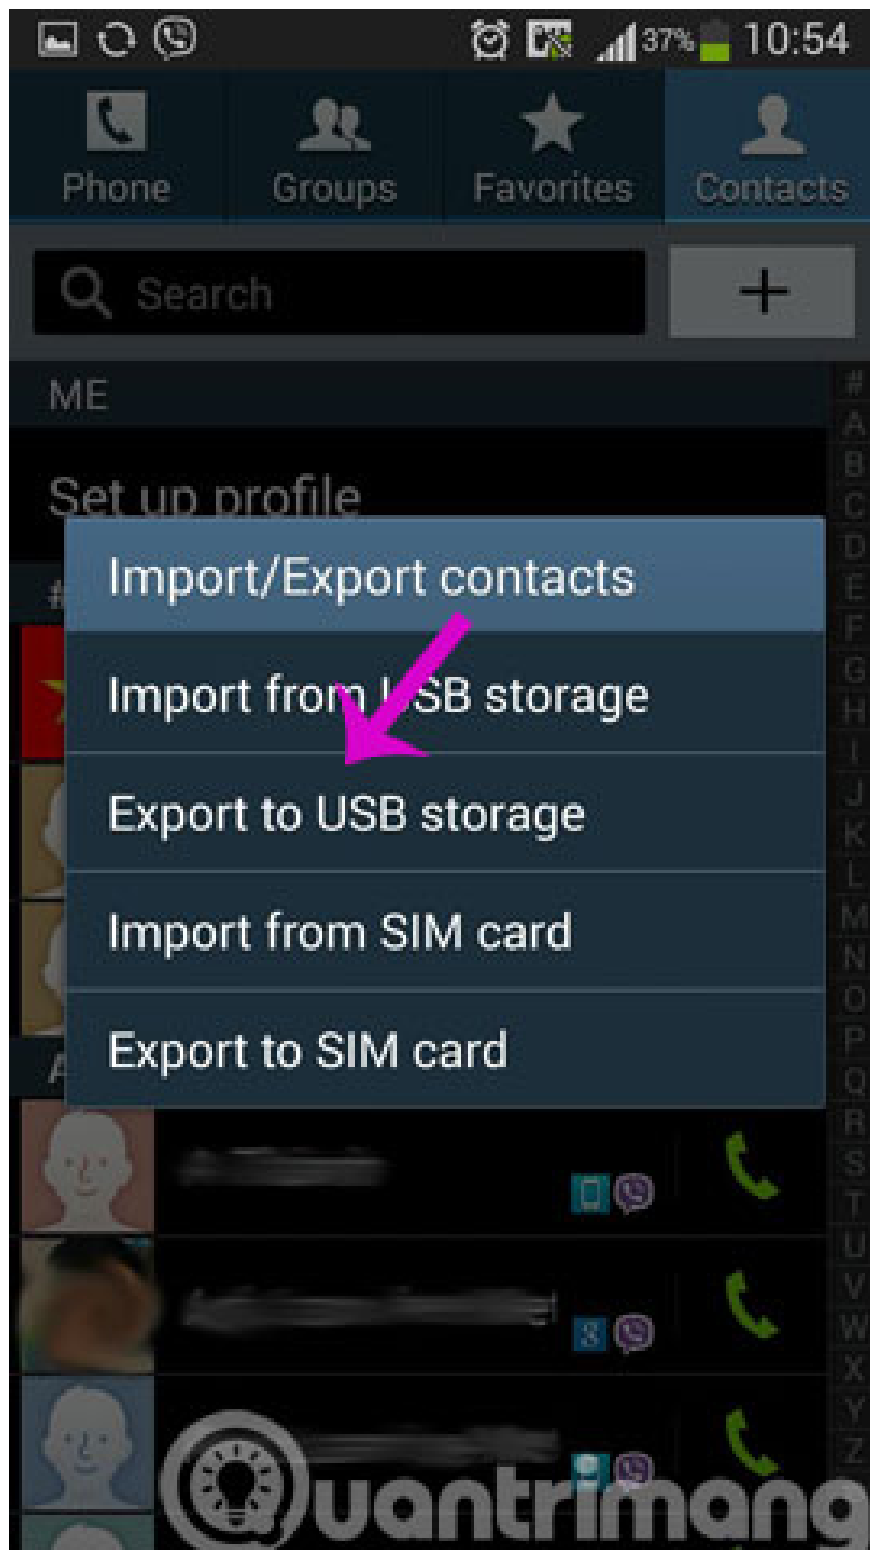 37% 10:54
Phone Groups Favorites Contacts
Search +
ME
Set up profile
#
Import/Export contacts
Import from USB storage
Export to USB storage
Import from SIM card
Export to SIM card
A
#
A
B
C
D
E
F
G
H
I
J
K
L
M
N
O
P
Q
R
S
T
U
V
W
X
Y
Z
8
Quantrimang